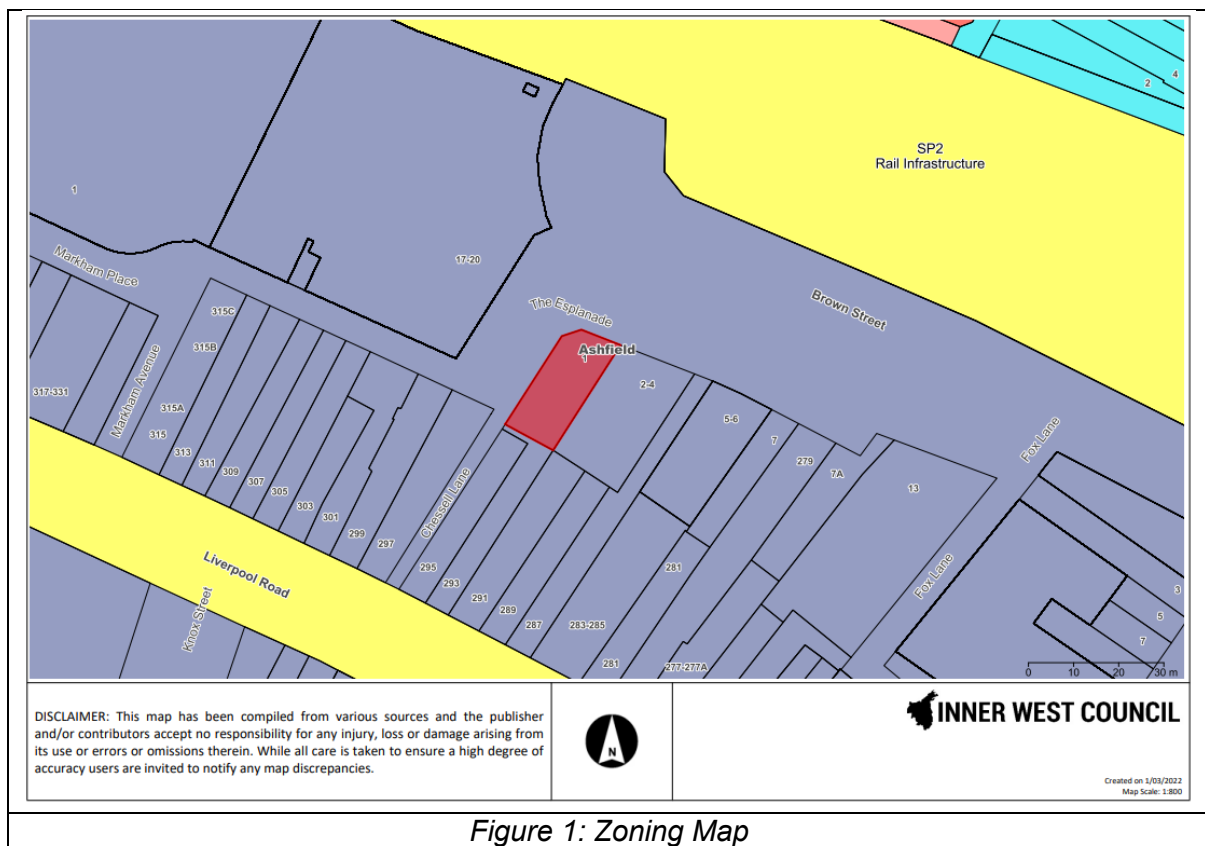 2
4
SP2
Rail Infrastructure
1
17-20
Markham Place
The Esplanade
Brown Street
315C
Ashfield
1
315B
2-4
317-331
Markham Avenue
315A
5-6
7
279
7A
Fox Lane
315
313
311
309
307
305
303
301
299
297
Chessell Lane
13
295
293
291
289
287
283-285
281
281
277-277A
Fox Lane
3
5
7
Liverpool Road
Knox Street
0 10 20 30 m
DISCLAIMER: This map has been compiled from various sources and the publisher
and/or contributors accept no responsibility for any injury, loss or damage arising from
its use or errors or omissions therein. While all care is taken to ensure a high degree of
accuracy users are invited to notify any map discrepancies.
N
INNER WEST COUNCIL
Created on 1/03/2022
Map Scale: 1:800
Figure 1: Zoning Map